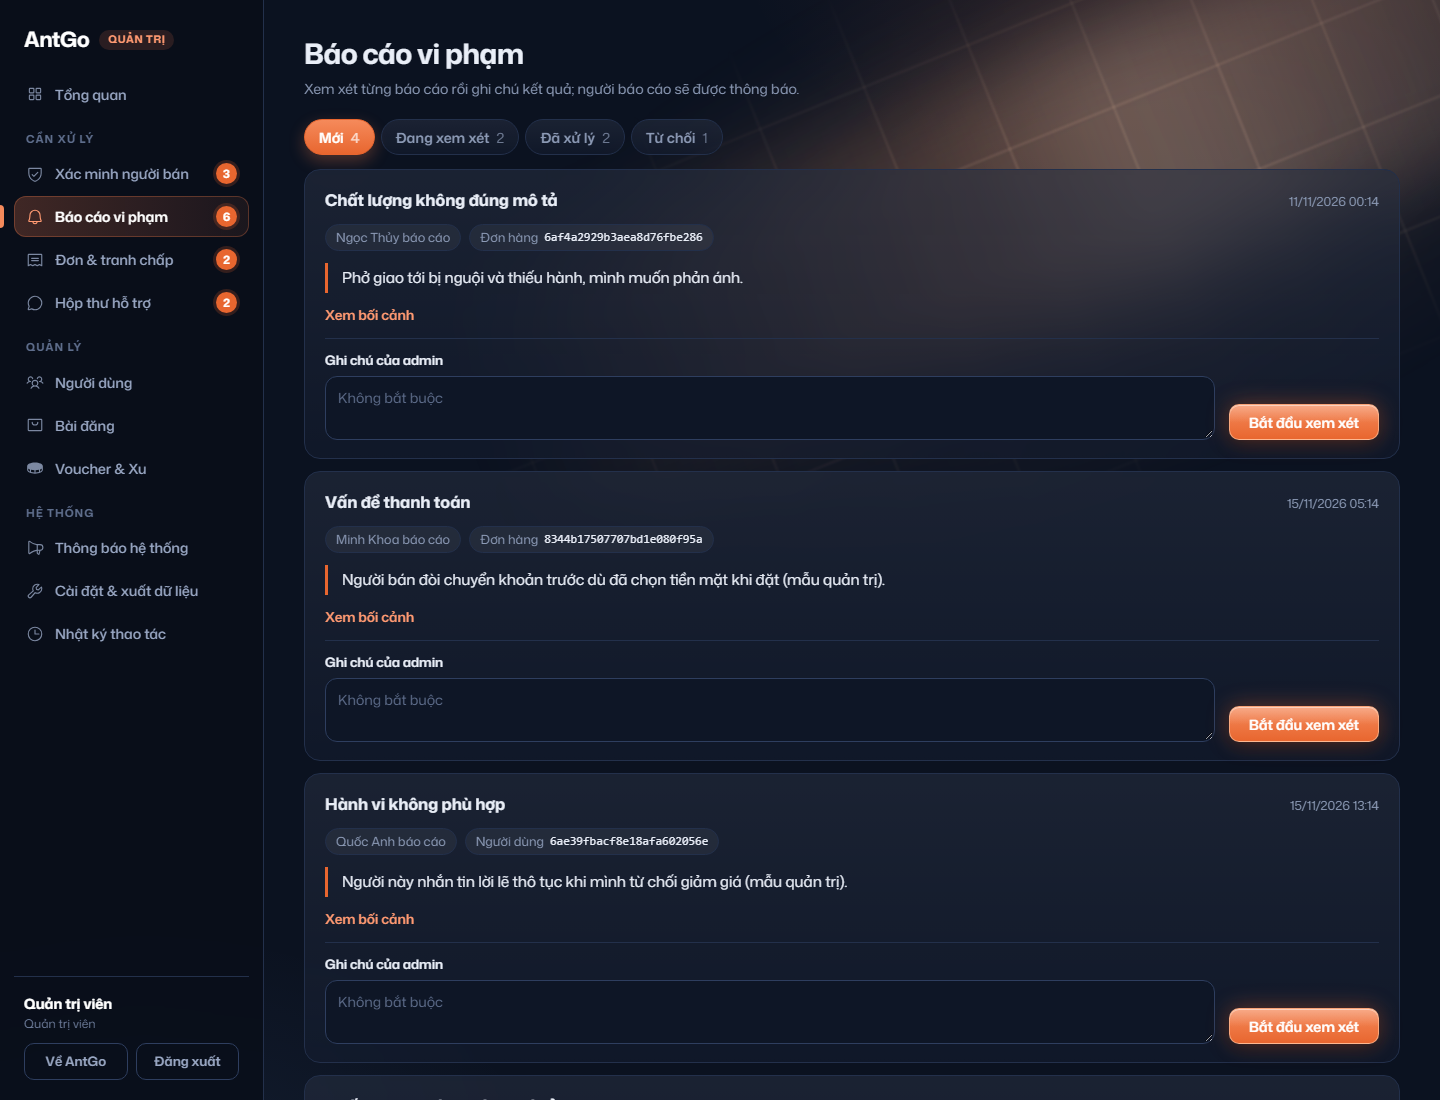 AntGo QUẢN TRỊ
Tổng quan
CẦN XỬ LÝ
Xác minh người bán 3
Báo cáo vi phạm 6
Đơn & tranh chấp 2
Hộp thư hỗ trợ 2
QUẢN LÝ
Người dùng
Bài đăng
Voucher & Xu
HỆ THỐNG
Thông báo hệ thống
Cài đặt & xuất dữ liệu
Nhật ký thao tác
Quản trị viên
Quản trị viên
Về AntGo Đăng xuất
Báo cáo vi phạm
Xem xét từng báo cáo rồi ghi chú kết quả; người báo cáo sẽ được thông báo.
Mới 4 Đang xem xét 2 Đã xử lý 2 Từ chối 1
Chất lượng không đúng mô tả 11/11/2026 00:14
Ngọc Thủy báo cáo Đơn hàng 6af4a2929b3aea8d76fbe286
Phở giao tới bị nguội và thiếu hành, mình muốn phản ánh.
Xem bối cảnh
Ghi chú của admin
Không bắt buộc
Bắt đầu xem xét
Vấn đề thanh toán 15/11/2026 05:14
Minh Khoa báo cáo Đơn hàng 8344b17507707bd1e080f95a
Người bán đòi chuyển khoản trước dù đã chọn tiền mặt khi đặt (mẫu quản trị).
Xem bối cảnh
Ghi chú của admin
Không bắt buộc
Bắt đầu xem xét
Hành vi không phù hợp 15/11/2026 13:14
Quốc Anh báo cáo Người dùng 6ae39fbacf8e18afa602056e
Người này nhắn tin lời lẽ thô tục khi mình từ chối giảm giá (mẫu quản trị).
Xem bối cảnh
Ghi chú của admin
Không bắt buộc
Bắt đầu xem xét